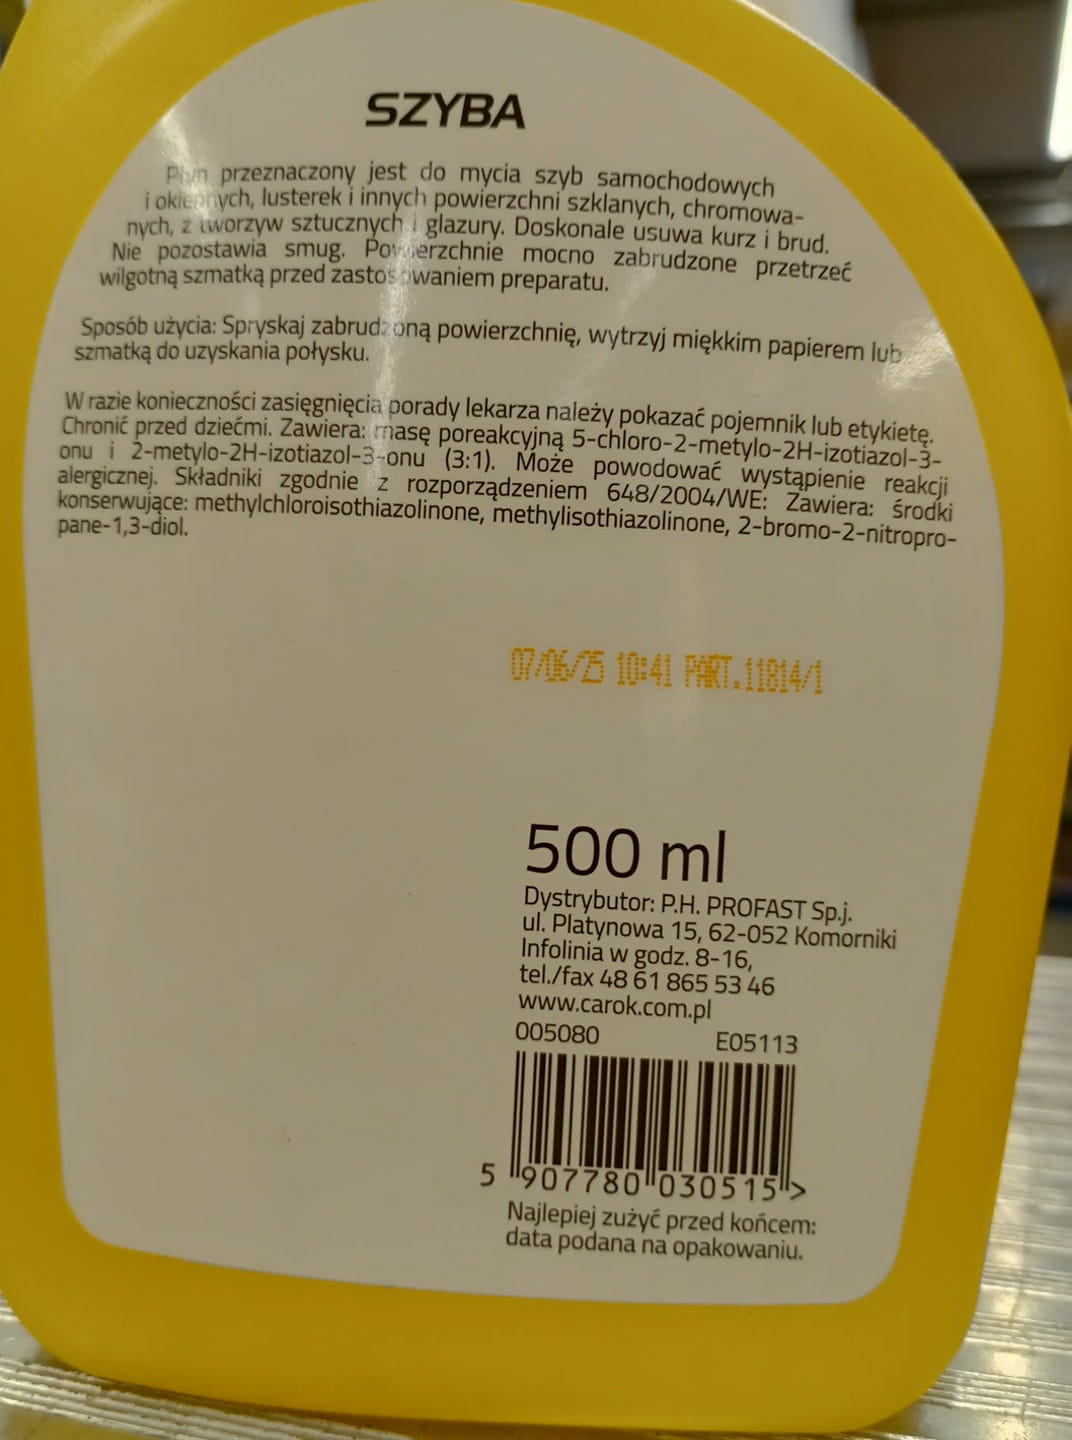 SZYBA
Płyn przeznaczony jest do mycia szyb samochodowych
i okiennych, lusterek i innych powierzchni szklanych, chromowa-
nych, z tworzyw sztucznych i glazury. Doskonale usuwa kurz i brud.
Nie pozostawia smug. Powierzchnie mocno zabrudzone przetrzeć
wilgotną szmatką przed zastosowaniem preparatu.
Sposób użycia: Spryskaj zabrudzoną powierzchnię, wytrzyj miękkim papierem lub
szmatką do uzyskania połysku.
W razie konieczności zasięgnięcia porady lekarza należy pokazać pojemnik lub etykietę.
Chronić przed dziećmi. Zawiera: masę poreakcyjną 5-chloro-2-metylo-2H-izotiazol-3-
onu i 2-metylo-2H-izotiazol-3-onu (3:1). Może powodować wystąpienie reakcji
alergicznej. Składniki zgodnie z rozporządzeniem 648/2004/WE: Zawiera: środki
konserwujące: methylchloroisothiazolinone, methylisothiazolinone, 2-bromo-2-nitropro-
pane-1,3-diol.
07/06/25 10:41 PART.11814/1
500 ml
Dystrybutor: P.H. PROFAST Sp.j.
ul. Platynowa 15, 62-052 Komorniki
Infolinia w godz. 8-16,
tel./fax 48 61 865 53 46
www.carok.com.pl
005080 E05113
5 907780 030515 >
Najlepiej zużyć przed końcem:
data podana na opakowaniu.